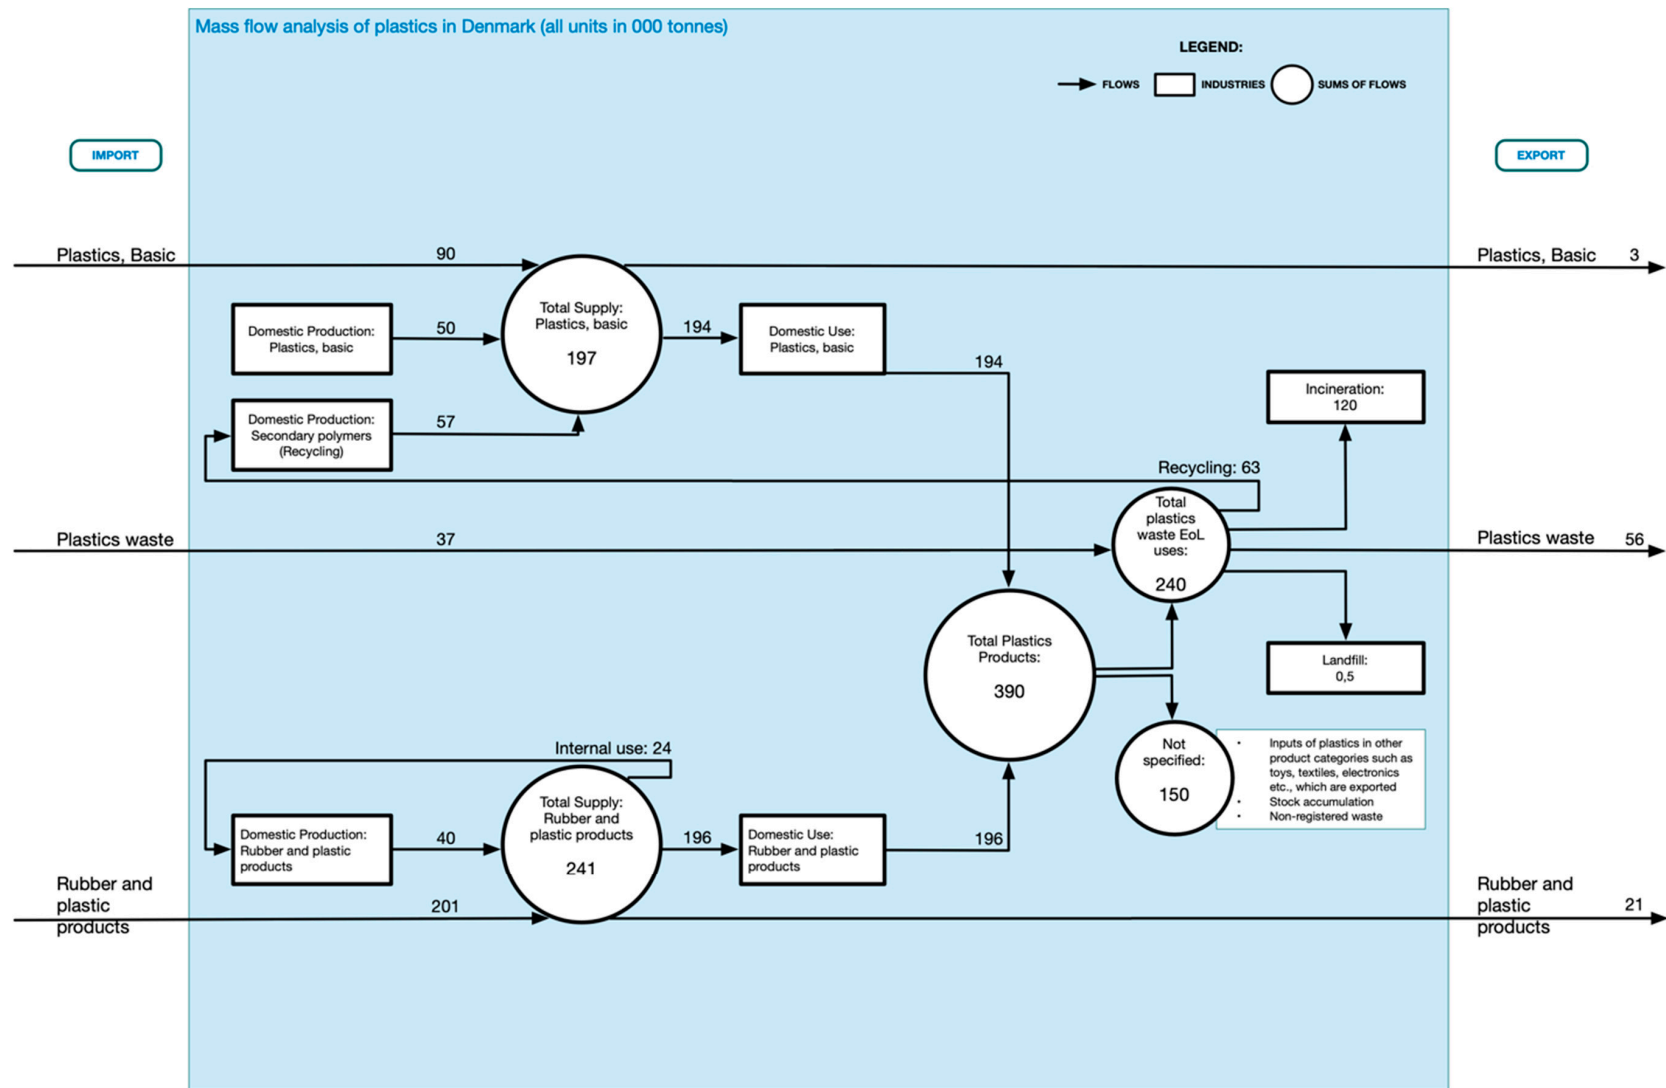 Mass flow analysis of plastics in Denmark (all units in 000 tonnes)
LEGEND:
FLOWS
INDUSTRIES
SUMS OF FLOWS
IMPORT
EXPORT
Plastics, Basic
90
Plastics, Basic
3
Domestic Production:
Plastics, basic
50
Total Supply:
Plastics, basic
197
194
Domestic Use:
Plastics, basic
194
Incineration:
120
Domestic Production:
Secondary polymers
(Recycling)
57
Recycling: 63
Plastics waste
37
Total
plastics
waste EoL
uses:
240
Plastics waste
56
Total Plastics
Products:
390
Landfill:
0,5
Not
specified:
150
• Inputs of plastics in other
product categories such as
toys, textiles, electronics
etc., which are exported
• Stock accumulation
• Non-registered waste
Internal use: 24
Domestic Production:
Rubber and plastic
products
40
Total Supply:
Rubber and
plastic products
241
196
Domestic Use:
Rubber and plastic
products
196
Rubber and
plastic
products
201
Rubber and
plastic
products
21